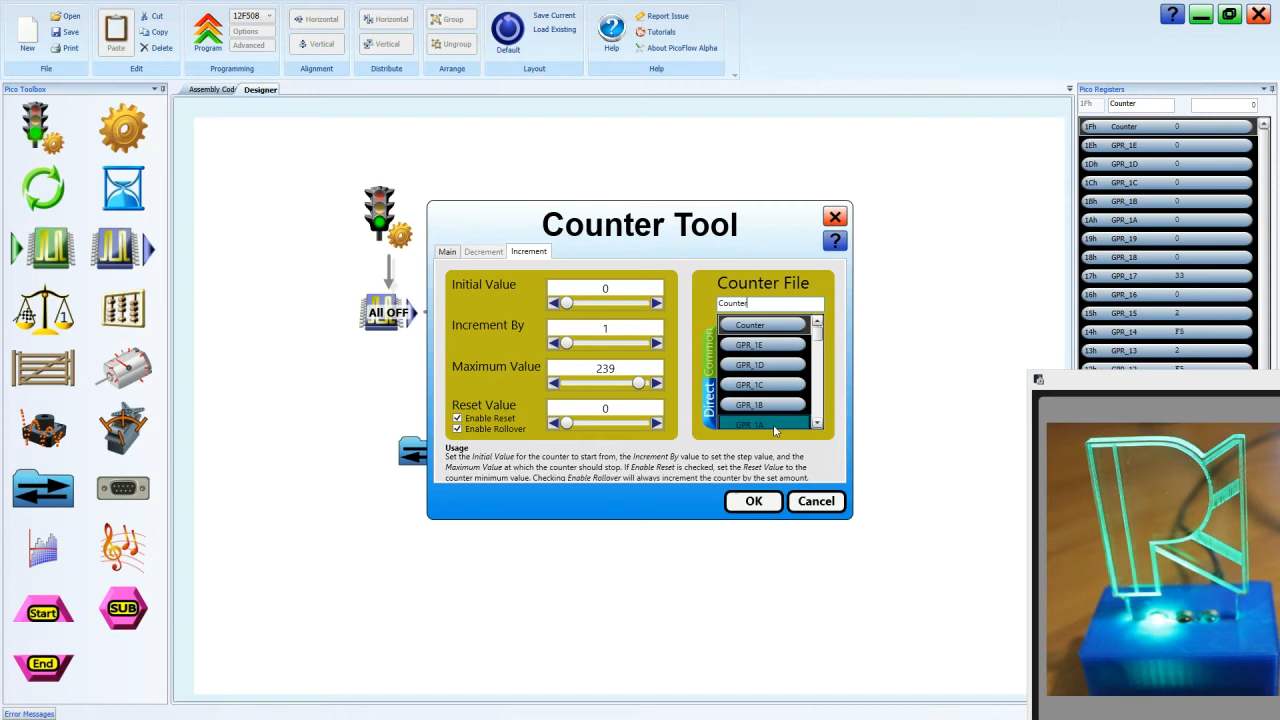 New
Open
Save
Print
File
Paste
Cut
Copy
Delete
Edit
Program
12F508
Options
Advanced
Programming
Horizontal
Vertical
Alignment
Horizontal
Vertical
Distribute
Group
Ungroup
Arrange
Default
Save Current
Load Existing
Layout
? Help
Report Issue
Tutorials
About PicoFlow Alpha
Help
?
Pico Toolbox
Assembly Cod
Designer
Pico Registers
1Fh Counter 0
1Fh Counter 0
1Eh GPR_1E 0
1Dh GPR_1D 0
1Ch GPR_1C 0
1Bh GPR_1B 0
1Ah GPR_1A 0
19h GPR_19 0
18h GPR_18 0
17h GPR_17 33
16h GPR_16 0
15h GPR_15 2
14h GPR_14 F5
13h GPR_13 2
All OFF
Start
SUB
End
Counter Tool
?
Main Decrement Increment
Initial Value 0
Increment By 1
Maximum Value 239
Reset Value 0
Enable Reset
Enable Rollover
Counter File
Counter
Common
Direct
Counter
GPR_1E
GPR_1D
GPR_1C
GPR_1B
GPR_1A
Usage
Set the Initial Value for the counter to start from, the Increment By value to set the step value, and the
Maximum Value at which the counter should stop. If Enable Reset is checked, set the Reset Value to the
counter minimum value. Checking Enable Rollover will always increment the counter by the set amount.
OK
Cancel
Error Messages